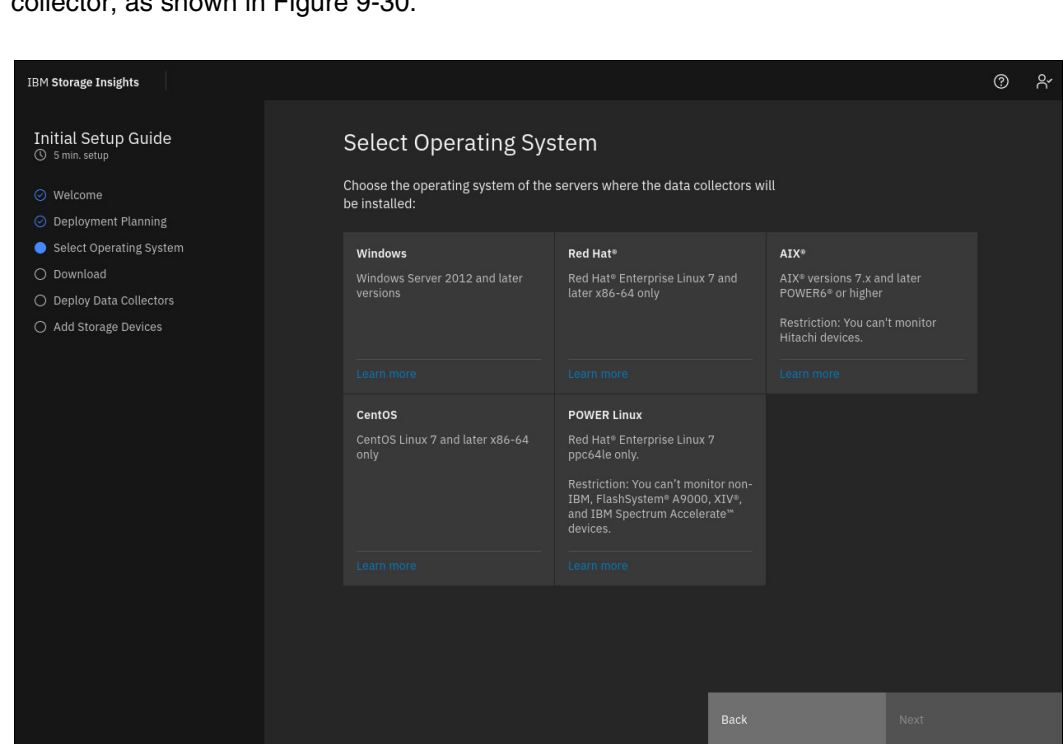 collector, as shown in Figure 9-30.
IBM Storage Insights
Initial Setup Guide
5 min. setup
Welcome
Deployment Planning
Select Operating System
Download
Deploy Data Collectors
Add Storage Devices
Select Operating System
Choose the operating system of the servers where the data collectors will
be installed:
Windows
Windows Server 2012 and later
versions
Learn more
Red Hat®
Red Hat® Enterprise Linux 7 and
later x86-64 only
Learn more
AIX®
AIX® versions 7.x and later
POWER6® or higher
Restriction: You can't monitor
Hitachi devices.
Learn more
CentOS
CentOS Linux 7 and later x86-64
only
Learn more
POWER Linux
Red Hat® Enterprise Linux 7
ppc64le only.
Restriction: You can’t monitor non-
IBM, FlashSystem® A9000, XIV®,
and IBM Spectrum Accelerate™
devices.
Learn more
Back
Next